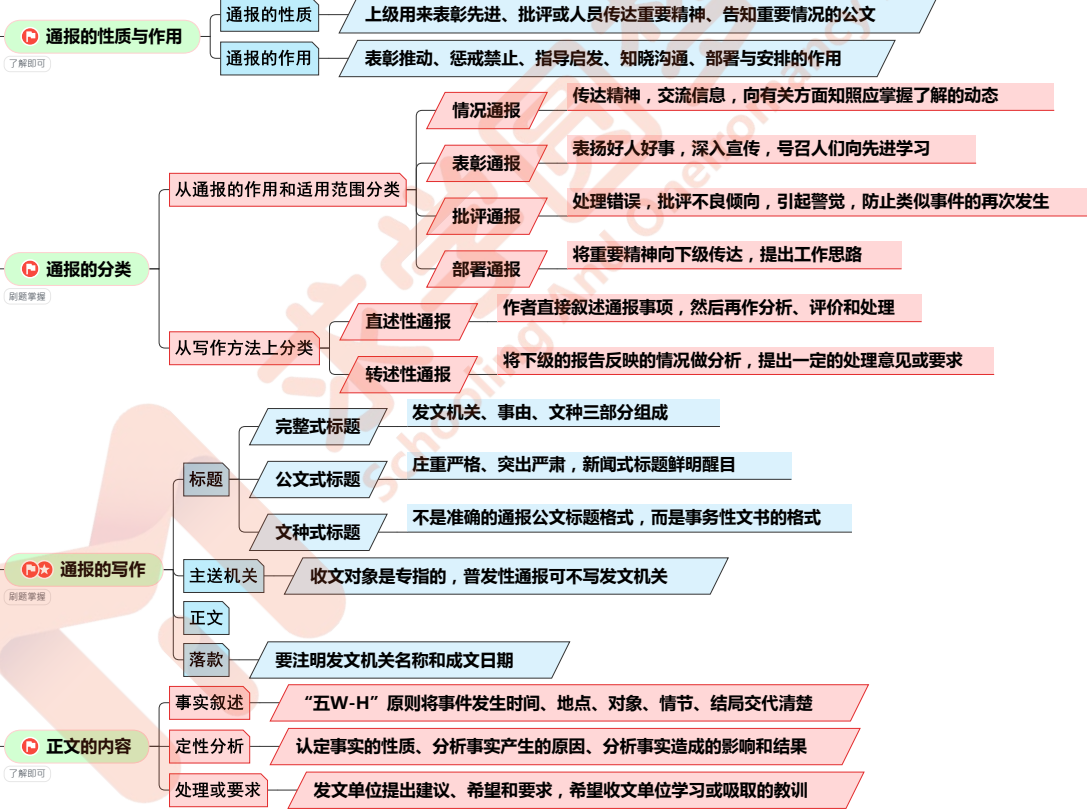 通报的性质与作用
了解即可
通报的性质
上级用来表彰先进、批评或人员传达重要精神、告知重要情况的公文
通报的作用
表彰推动、惩戒禁止、指导启发、知晓沟通、部署与安排的作用
通报的分类
刷题掌握
从通报的作用和适用范围分类
情况通报
传达精神，交流信息，向有关方面知照应掌握了解的动态
表彰通报
表扬好人好事，深入宣传，号召人们向先进学习
批评通报
处理错误，批评不良倾向，引起警觉，防止类似事件的再次发生
部署通报
将重要精神向下级传达，提出工作思路
从写作方法上分类
直述性通报
作者直接叙述通报事项，然后再作分析、评价和处理
转述性通报
将下级的报告反映的情况做分析，提出一定的处理意见或要求
通报的写作
刷题掌握
标题
完整式标题
发文机关、事由、文种三部分组成
公文式标题
庄重严格、突出严肃，新闻式标题鲜明醒目
文种式标题
不是准确的通报公文标题格式，而是事务性文书的格式
主送机关
收文对象是专指的，普发性通报可不写发文机关
正文
落款
要注明发文机关名称和成文日期
正文的内容
了解即可
事实叙述
“五W-H”原则将事件发生时间、地点、对象、情节、结局交代清楚
定性分析
认定事实的性质、分析事实产生的原因、分析事实造成的影响和结果
处理或要求
发文单位提出建议、希望和要求，希望收文单位学习或吸取的教训
求学圈
Schooling And Oneiromancy